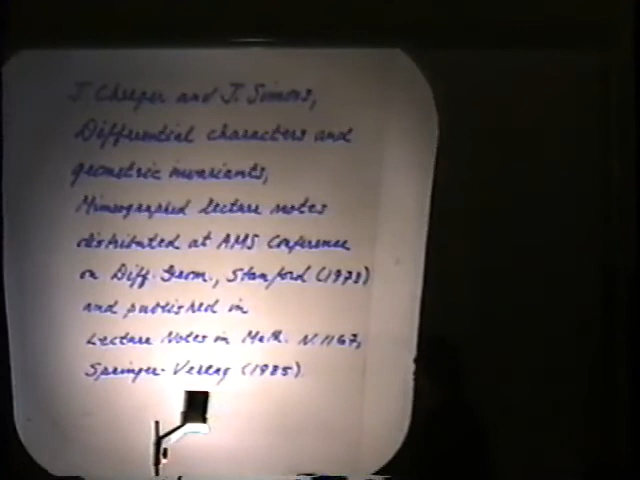 J. Cheeger and J. Simons,
Differential characters and
geometric invariants,
Mimeographed lecture notes
distributed at AMS Conference
on Diff. Geom., Stanford (1973)
and published in
Lecture Notes in Math. N.1167,
Springer-Verlag (1985).